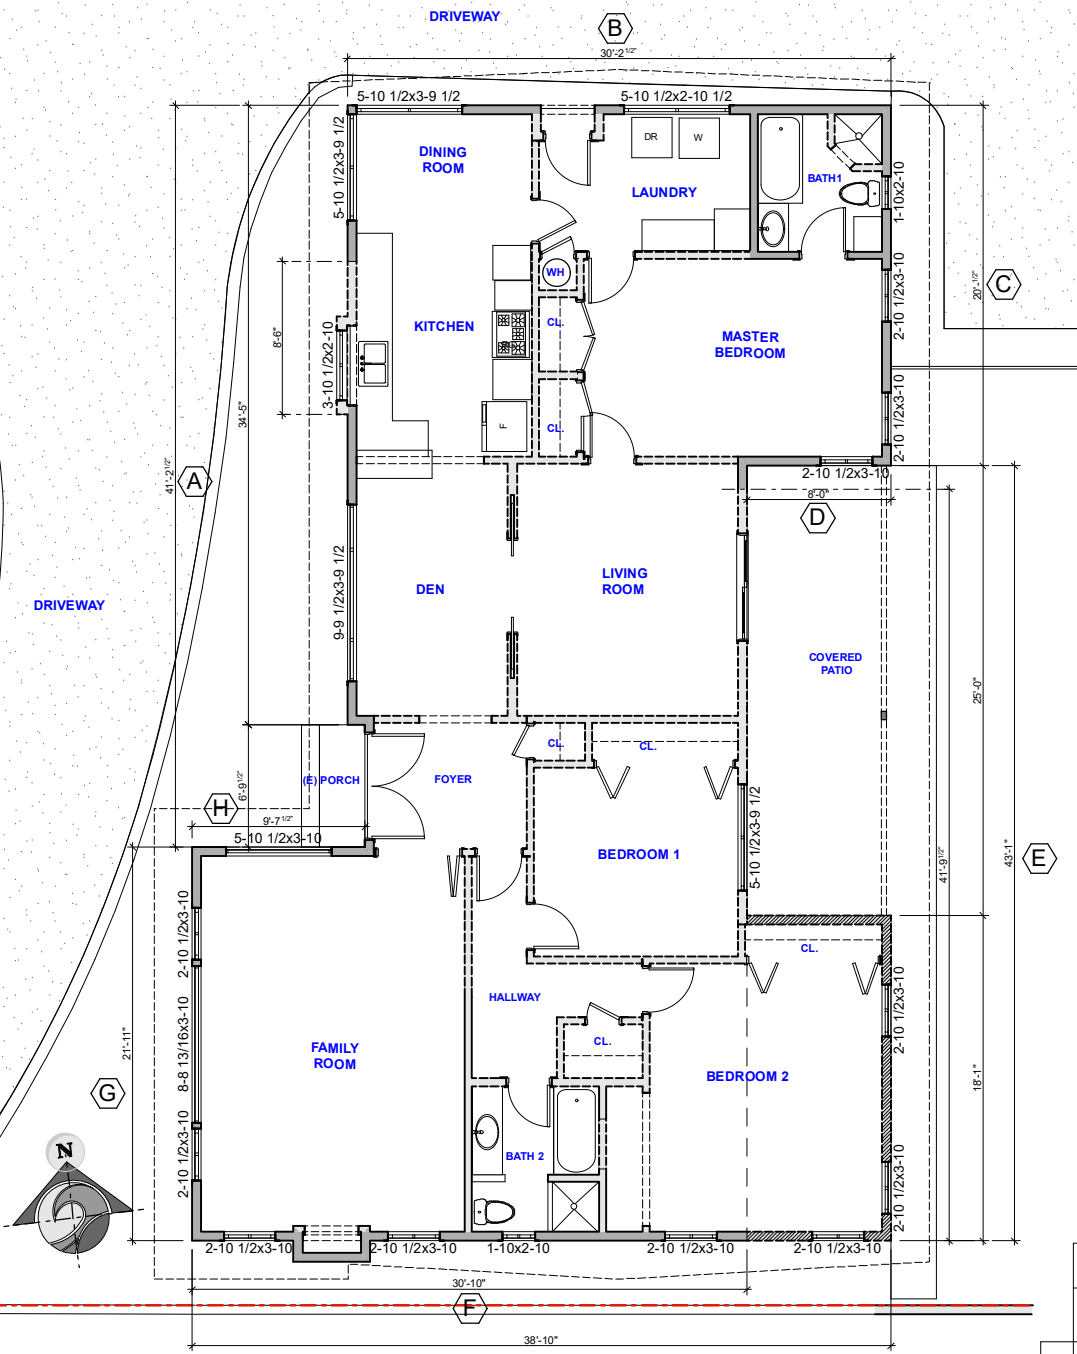 DRIVEWAY
B
30'-2 1/2"
5-10 1/2x3-9 1/2
5-10 1/2x2-10 1/2
5-10 1/2x3-9 1/2
DINING
ROOM
DR
W
LAUNDRY
BATH1
1-10x2-10
WH
2-10 1/2x3-10
20'-1/2"
C
CL.
KITCHEN
MASTER
BEDROOM
8'-6"
3-10 1/2x2-10
34'-5"
F
CL.
2-10 1/2x3-10
2-10 1/2x3-10
41'-2 1/2"
A
8'-0"
D
9-9 1/2x3-9 1/2
DEN
LIVING
ROOM
DRIVEWAY
COVERED
PATIO
25'-0"
CL.
CL.
(E) PORCH
FOYER
6'-9 1/2"
H
9'-7 1/2"
5-10 1/2x3-10
5-10 1/2x3-9 1/2
BEDROOM 1
41'-9 1/2"
43'-1"
E
2-10 1/2x3-10
CL.
HALLWAY
2-10 1/2x3-10
8-8 13/16x3-10
21'-11"
FAMILY
ROOM
CL.
BEDROOM 2
18'-1"
G
2-10 1/2x3-10
N
BATH 2
2-10 1/2x3-10
2-10 1/2x3-10
2-10 1/2x3-10
1-10x2-10
2-10 1/2x3-10
2-10 1/2x3-10
30'-10"
F
38'-10"